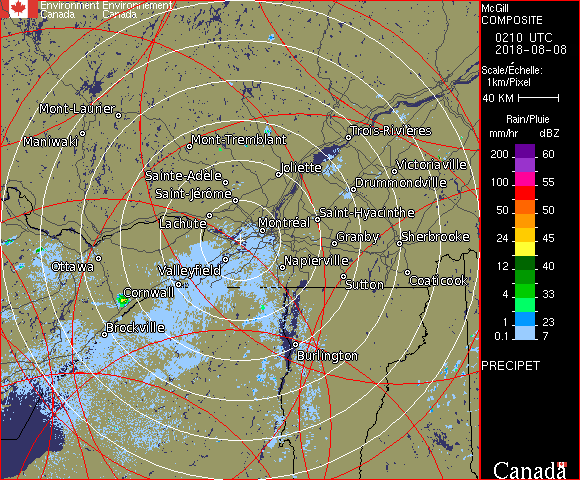 Environment Environnement
Canada Canada
McGill
COMPOSITE
0210 UTC
2018-08-08
Scale/Échelle:
1km/Pixel
40 KM
Rain/Pluie
mm/hr dBZ
200 60
100 55
50 50
24 45
12 40
4 33
1 23
0.1 7
PRECIPET
Canada
Mont-Laurier
Maniwaki
Mont-Tremblant
Trois-Rivières
Sainte-Adèle
Joliette
Victoriaville
Saint-Jérôme
Drummondville
Lachute
Montréal
Saint-Hyacinthe
Granby
Sherbrooke
Ottawa
Valleyfield
Napierville
Cornwall
Sutton
Coaticook
Brockville
Burlington